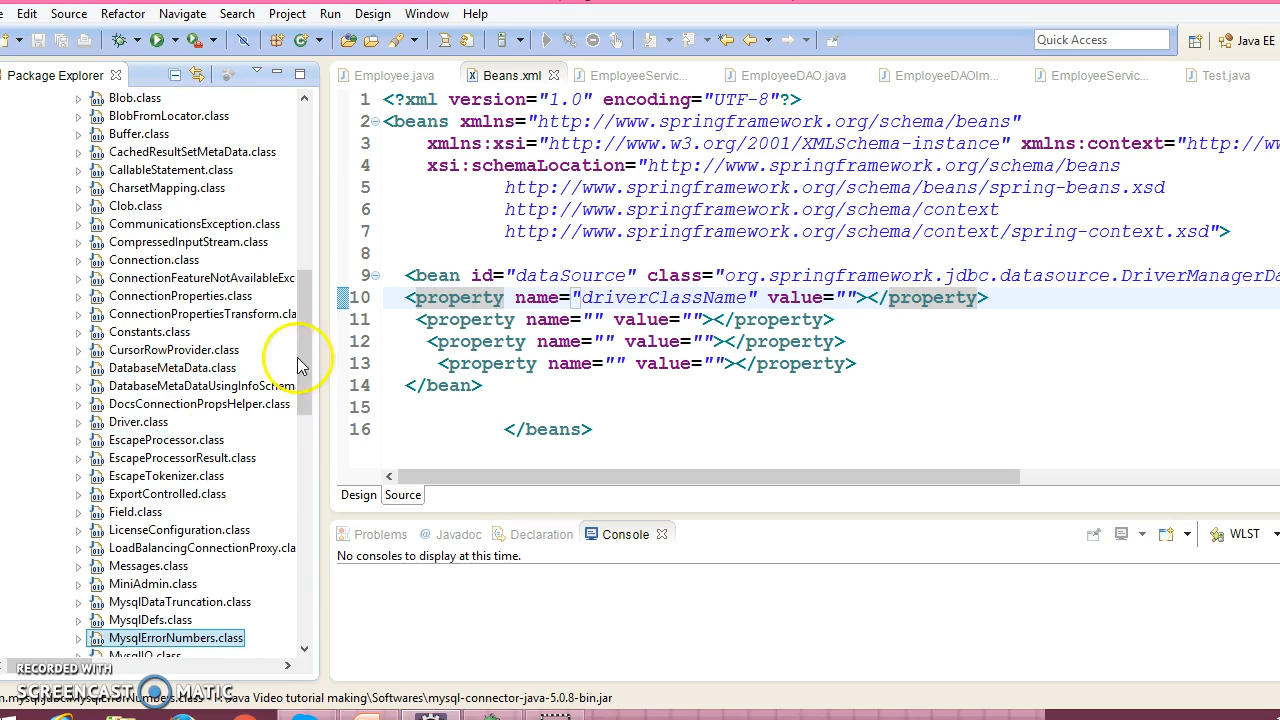 Edit Source Refactor Navigate Search Project Run Design Window Help
Quick Access
Java EE
Package Explorer
Blob.class
BlobFromLocator.class
Buffer.class
CachedResultSetMetaData.class
CallableStatement.class
CharsetMapping.class
Clob.class
CommunicationsException.class
CompressedInputStream.class
Connection.class
ConnectionFeatureNotAvailableExc
ConnectionProperties.class
ConnectionPropertiesTransform.cla
Constants.class
CursorRowProvider.class
DatabaseMetaData.class
DatabaseMetaDataUsingInfoSchem
DocsConnectionPropsHelper.class
Driver.class
EscapeProcessor.class
EscapeProcessorResult.class
EscapeTokenizer.class
ExportControlled.class
Field.class
LicenseConfiguration.class
LoadBalancingConnectionProxy.cla
Messages.class
MiniAdmin.class
MysqlDataTruncation.class
MysqlDefs.class
MysqlErrorNumbers.class
MysqlIO.class
Employee.java Beans.xml EmployeeServic... EmployeeDAO.java EmployeeDAOIm... EmployeeServic... Test.java
1 <?xml version="1.0" encoding="UTF-8"?>
2 <beans xmlns="http://www.springframework.org/schema/beans"
3 xmlns:xsi="http://www.w3.org/2001/XMLSchema-instance" xmlns:context="http://ww
4 xsi:schemaLocation="http://www.springframework.org/schema/beans
5 http://www.springframework.org/schema/beans/spring-beans.xsd
6 http://www.springframework.org/schema/context
7 http://www.springframework.org/schema/context/spring-context.xsd">
8
9 <bean id="dataSource" class="org.springframework.jdbc.datasource.DriverManagerDa
10 <property name="driverClassName" value=""></property>
11 <property name="" value=""></property>
12 <property name="" value=""></property>
13 <property name="" value=""></property>
14 </bean>
15
16 </beans>
Design Source
Problems Javadoc Declaration Console
WLST
No consoles to display at this time.
RECORDED WITH
SCREENCAST MATIC
Java Video tutorial making\Softwares\mysql-connector-java-5.0.8-bin.jar